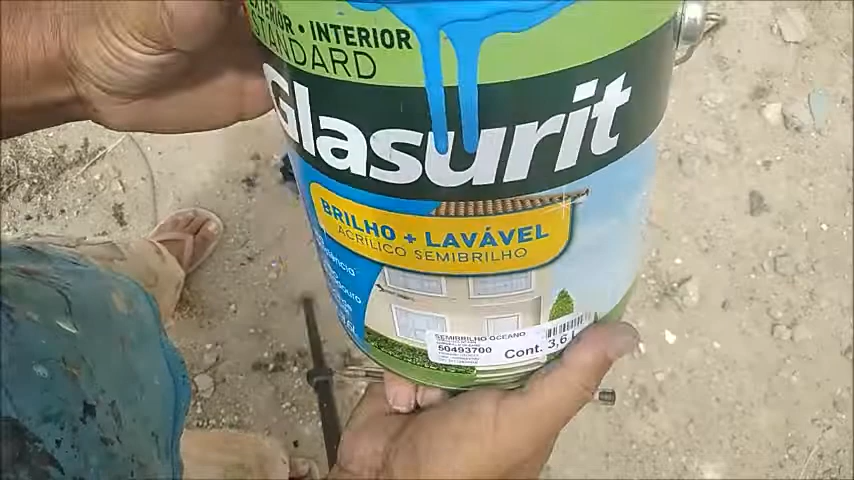 EXTERIOR • INTERIOR
STANDARD
Glasurit
BRILHO + LAVÁVEL
ACRÍLICO SEMIBRILHO
SEMIBRILHO OCEANO
50493700
Cont. 3,6